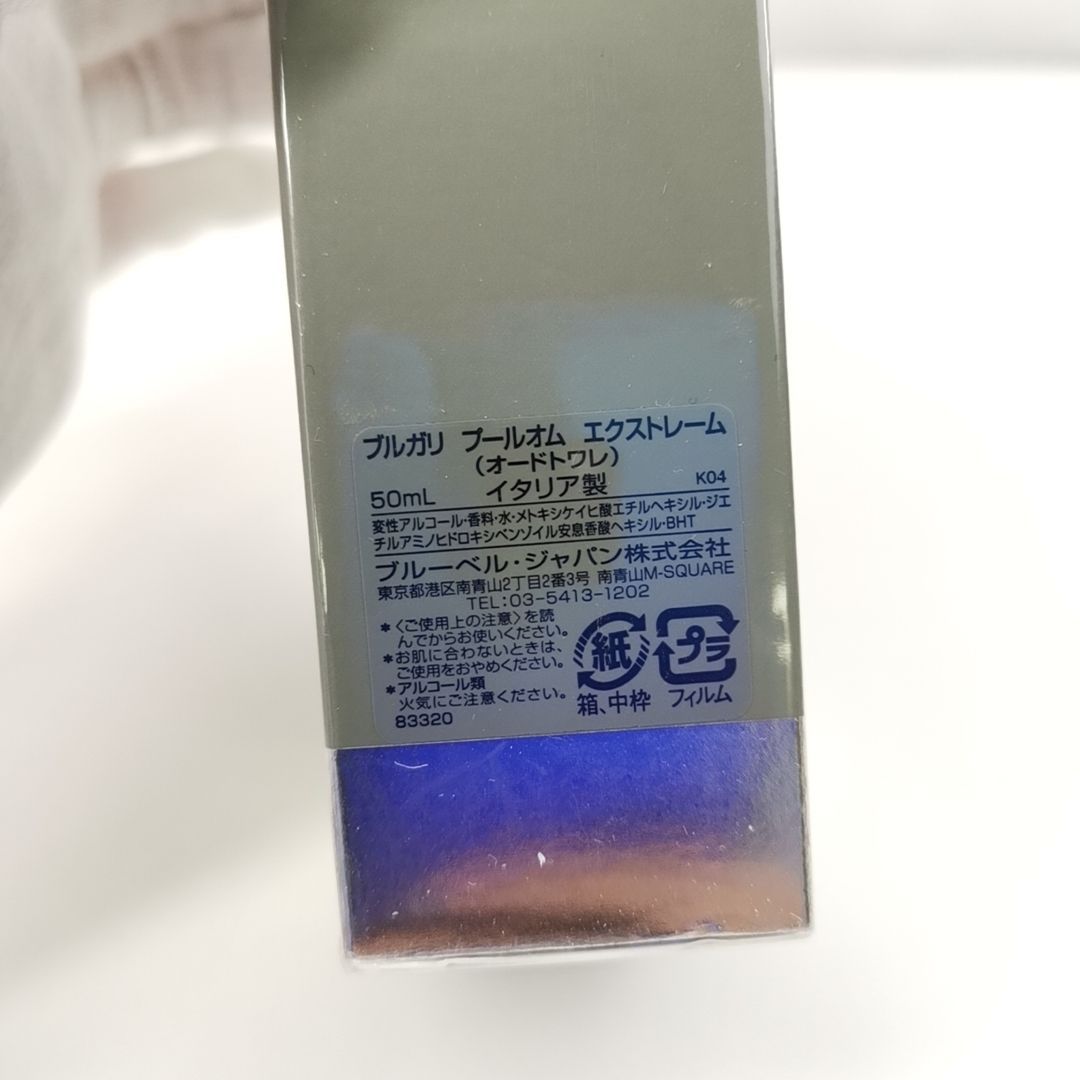 ブルガリ プールオム エクストレーム
(オードトワレ)
50mL イタリア製 K04
変性アルコール・香料・水・メトキシケイヒ酸エチルヘキシル・ジエ
チルアミノヒドロキシベンゾイル安息香酸ヘキシル・BHT
ブルーベル・ジャパン株式会社
東京都港区南青山2丁目2番3号 南青山M-SQUARE
TEL:03-5413-1202
*〈ご使用上の注意〉を読
んでからお使いください。
*お肌に合わないときは、
ご使用をおやめください。
*アルコール類
火気にご注意ください。
83320
紙
箱、中枠
プラ
フィルム